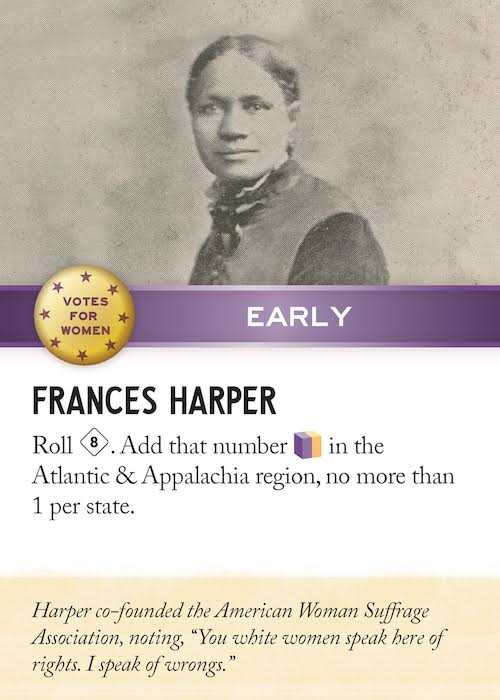 VOTES
FOR
WOMEN
EARLY
FRANCES HARPER
Roll 8. Add that number in the
Atlantic & Appalachia region, no more than
1 per state.
Harper co-founded the American Woman Suffrage
Association, noting, “You white women speak here of
rights. I speak of wrongs.”